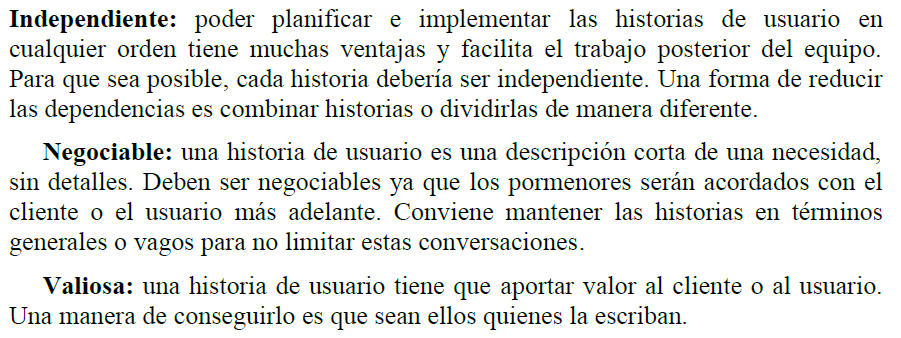 Independiente: poder planificar e implementar las historias de usuario en
cualquier orden tiene muchas ventajas y facilita el trabajo posterior del equipo.
Para que sea posible, cada historia debería ser independiente. Una forma de reducir
las dependencias es combinar historias o dividirlas de manera diferente.
Negociable: una historia de usuario es una descripción corta de una necesidad,
sin detalles. Deben ser negociables ya que los pormenores serán acordados con el
cliente o el usuario más adelante. Conviene mantener las historias en términos
generales o vagos para no limitar estas conversaciones.
Valiosa: una historia de usuario tiene que aportar valor al cliente o al usuario.
Una manera de conseguirlo es que sean ellos quienes la escriban.